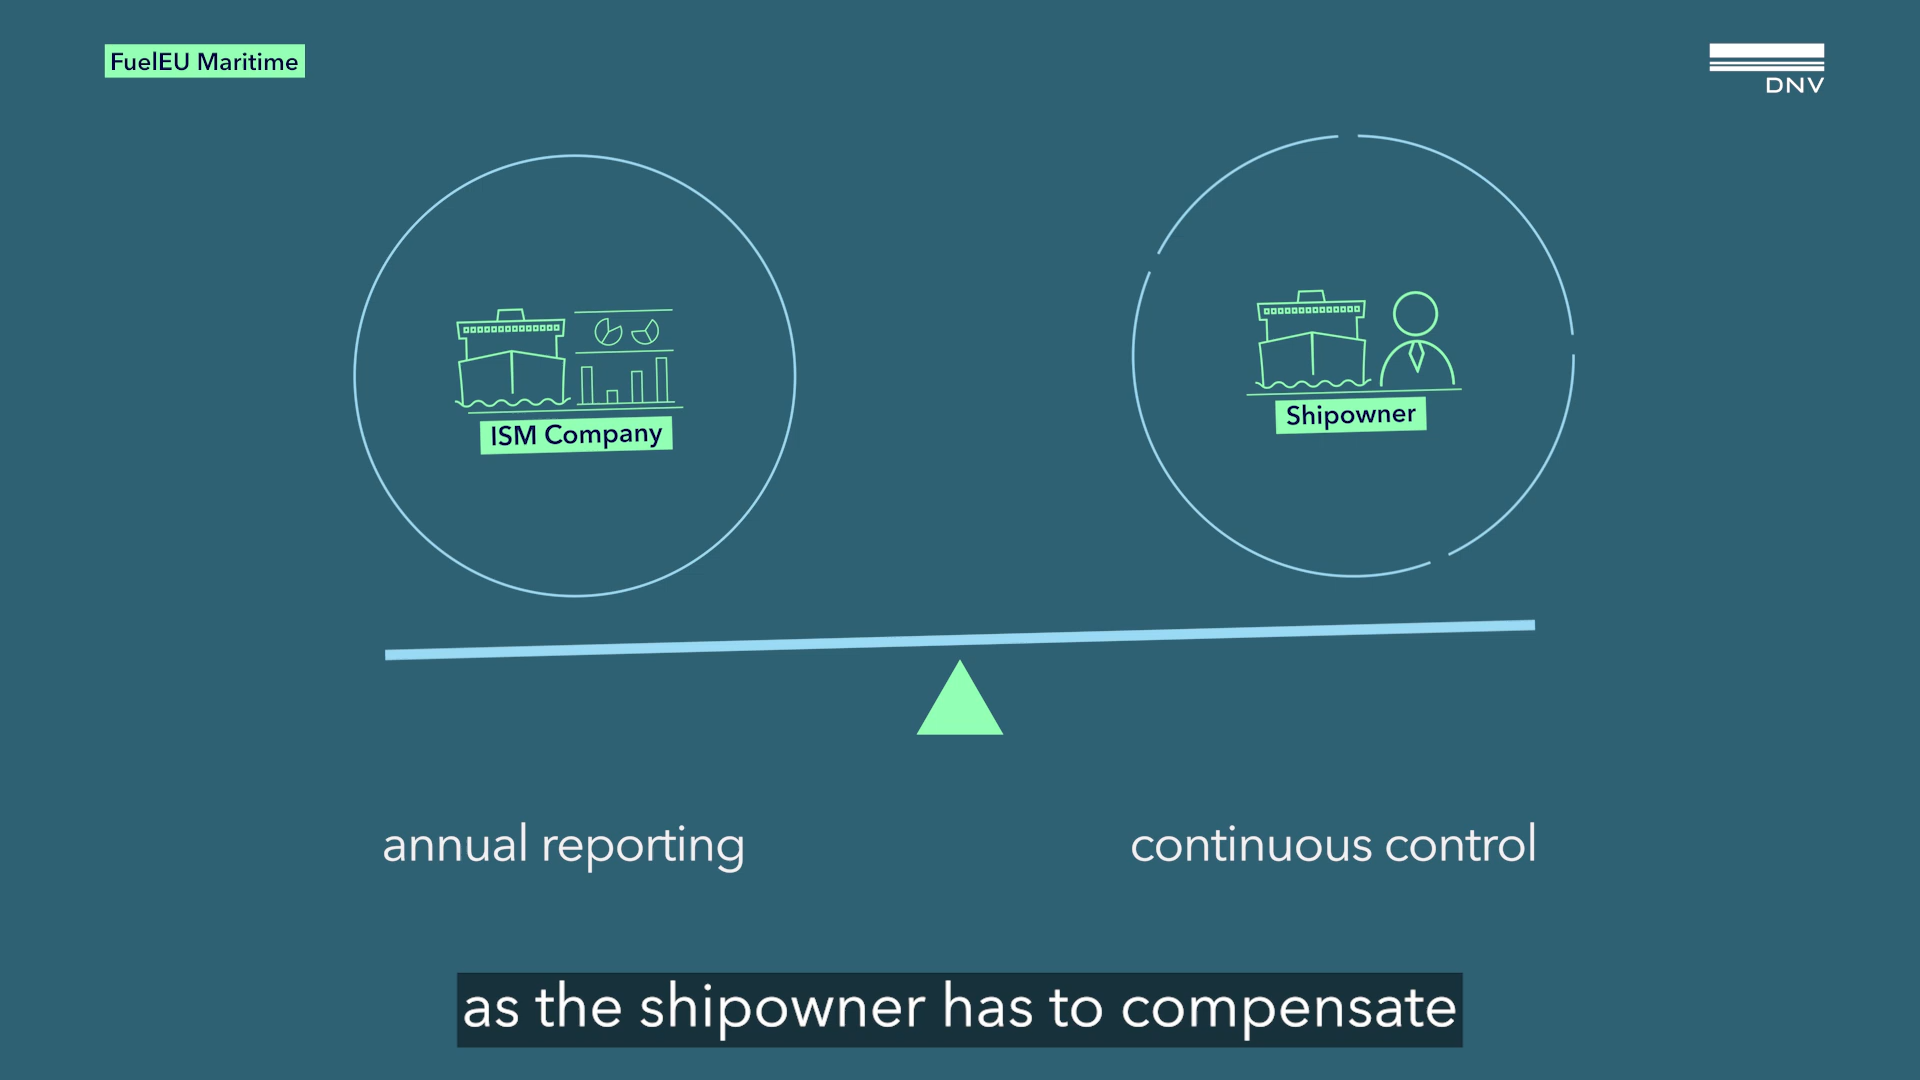 FuelEU Maritime
DNV
ISM Company
Shipowner
annual reporting
continuous control
as the shipowner has to compensate